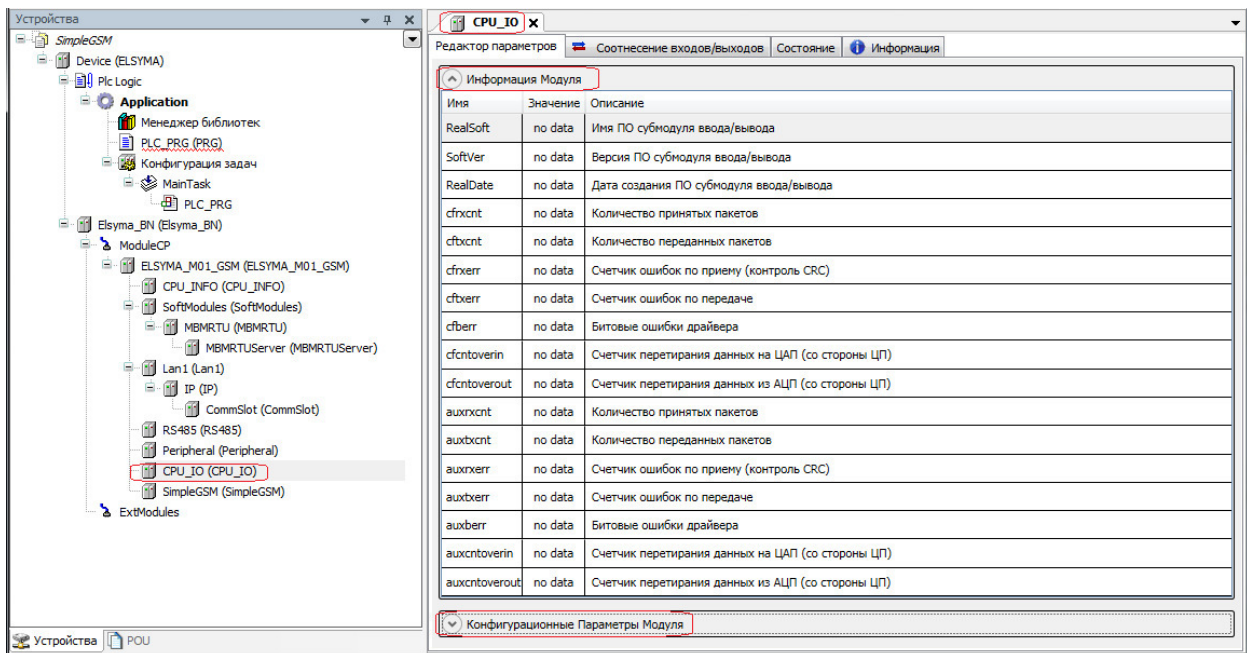 Устройства
SimpleGSM
Device (ELSYMA)
Plc Logic
Application
Менеджер библиотек
PLC_PRG (PRG)
Конфигурация задач
MainTask
PLC_PRG
Elsyma_BN (Elsyma_BN)
ModuleCP
ELSYMA_M01_GSM (ELSYMA_M01_GSM)
CPU_INFO (CPU_INFO)
SoftModules (SoftModules)
MBMRTU (MBMRTU)
MBMRTUServer (MBMRTUServer)
Lan1 (Lan1)
IP (IP)
CommSlot (CommSlot)
RS485 (RS485)
Peripheral (Peripheral)
CPU_IO (CPU_IO)
SimpleGSM (SimpleGSM)
ExtModules
Устройства POU
CPU_IO
Редактор параметров Соотнесение входов/выходов Состояние Информация
Информация Модуля
Имя Значение Описание
RealSoft no data Имя ПО субмодуля ввода/вывода
SoftVer no data Версия ПО субмодуля ввода/вывода
RealDate no data Дата создания ПО субмодуля ввода/вывода
cfrxcnt no data Количество принятых пакетов
cftxcnt no data Количество переданных пакетов
cfrxerr no data Счетчик ошибок по приему (контроль CRC)
cftxerr no data Счетчик ошибок по передаче
cfberr no data Битовые ошибки драйвера
cfcntoverin no data Счетчик перетирания данных на ЦАП (со стороны ЦП)
cfcntoverout no data Счетчик перетирания данных из АЦП (со стороны ЦП)
auxrxcnt no data Количество принятых пакетов
auxtxcnt no data Количество переданных пакетов
auxrxerr no data Счетчик ошибок по приему (контроль CRC)
auxtxerr no data Счетчик ошибок по передаче
auxberr no data Битовые ошибки драйвера
auxcntoverin no data Счетчик перетирания данных на ЦАП (со стороны ЦП)
auxcntoverout no data Счетчик перетирания данных из АЦП (со стороны ЦП)
Конфигурационные Параметры Модуля